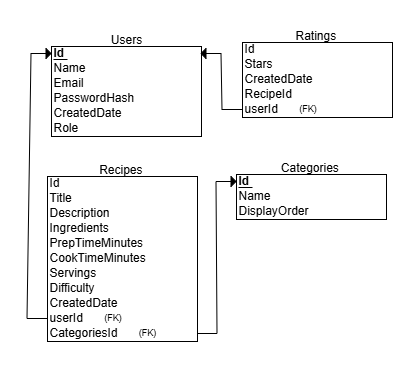 Users
Id
Name
Email
PasswordHash
CreatedDate
Role
Ratings
Id
Stars
CreatedDate
RecipeId
userId (FK)
Recipes
Id
Title
Description
Ingredients
PrepTimeMinutes
CookTimeMinutes
Servings
Difficulty
CreatedDate
userId (FK)
CategoriesId (FK)
Categories
Id
Name
DisplayOrder